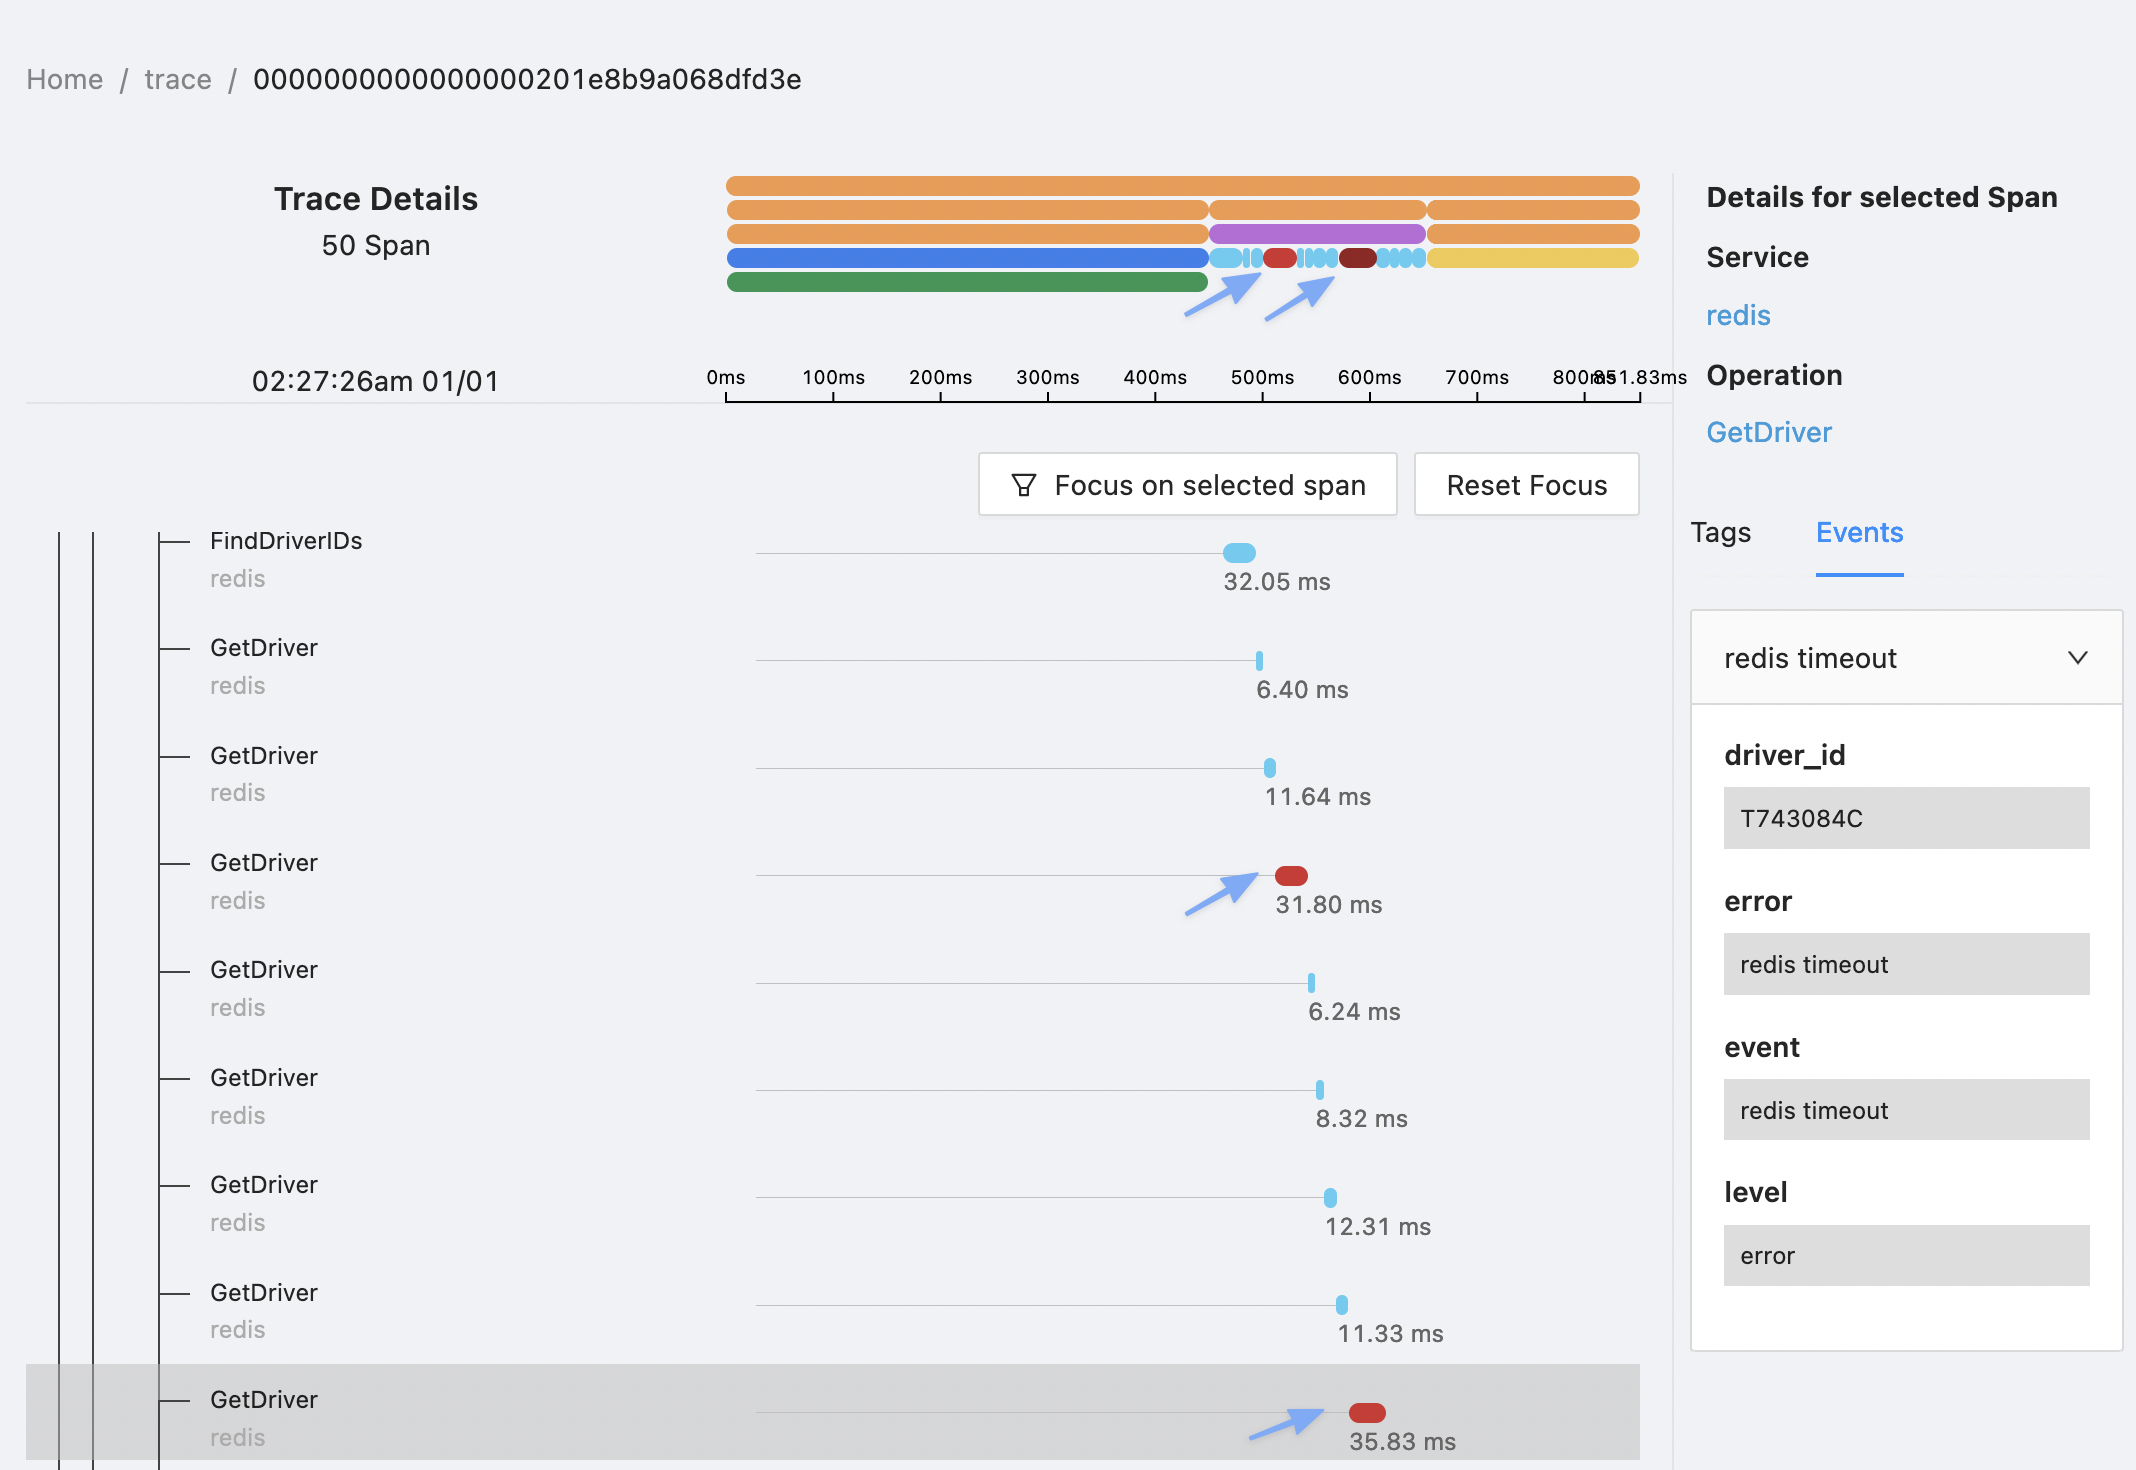 Home / trace / 0000000000000000201e8b9a068dfd3e
Trace Details
50 Span
02:27:26am 01/01
0ms 100ms 200ms 300ms 400ms 500ms 600ms 700ms 800ms 851.83ms
Focus on selected span Reset Focus
FindDriverIDs
redis
32.05 ms
GetDriver
redis
6.40 ms
GetDriver
redis
11.64 ms
GetDriver
redis
31.80 ms
GetDriver
redis
6.24 ms
GetDriver
redis
8.32 ms
GetDriver
redis
12.31 ms
GetDriver
redis
11.33 ms
GetDriver
redis
35.83 ms
Details for selected Span
Service
redis
Operation
GetDriver
Tags Events
redis timeout
driver_id
T743084C
error
redis timeout
event
redis timeout
level
error